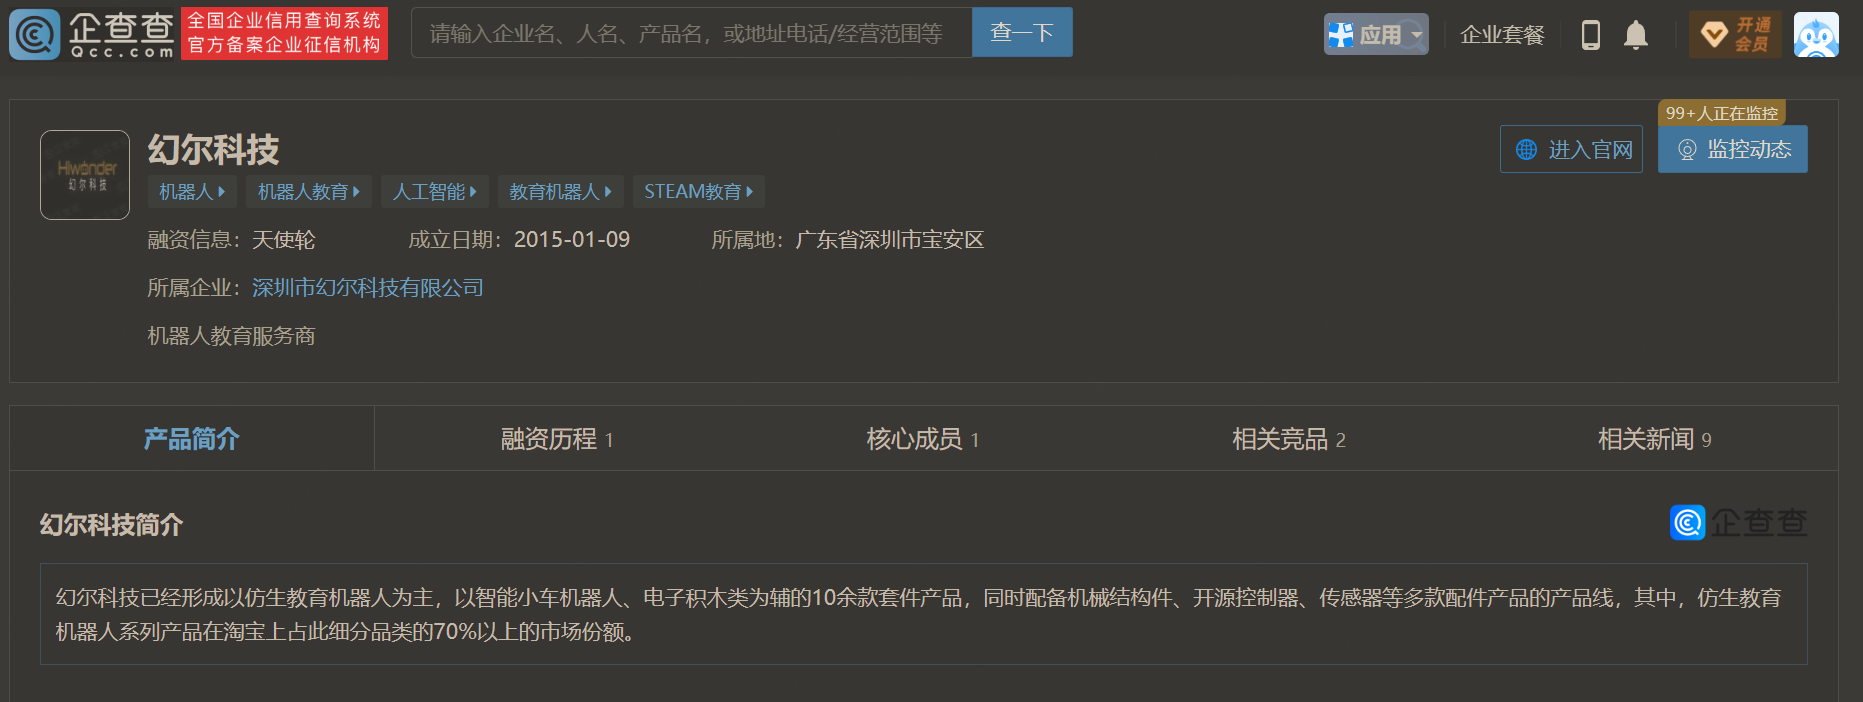 企查查
Qcc.com
全国企业信用查询系统
官方备案企业征信机构
请输入企业名、人名、产品名，或地址电话/经营范围等
查一下
应用
企业套餐
开通
会员
99+人正在监控
Hiwonder
幻尔科技
幻尔科技
进入官网
监控动态
机器人 机器人教育 人工智能 教育机器人 STEAM教育
融资信息：天使轮 成立日期：2015-01-09 所属地：广东省深圳市宝安区
所属企业：深圳市幻尔科技有限公司
机器人教育服务商
产品简介 融资历程 1 核心成员 1 相关竞品 2 相关新闻 9
幻尔科技简介
企查查
幻尔科技已经形成以仿生教育机器人为主，以智能小车机器人、电子积木类为辅的10余款套件产品，同时配备机械结构件、开源控制器、传感器等多款配件产品的产品线，其中，仿生教育
机器人系列产品在淘宝上占此细分品类的70%以上的市场份额。